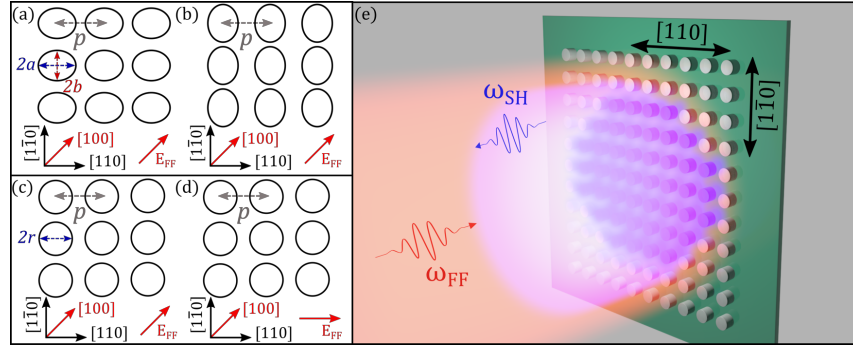 (a)
p
2a
2b
[100]
[11̄0]
[110]
E_FF
(b)
p
[100]
[11̄0]
[110]
E_FF
(c)
p
2r
[100]
[11̄0]
[110]
E_FF
(d)
p
[100]
[11̄0]
[110]
E_FF
(e)
[110]
[11̄0]
ω_SH
ω_FF